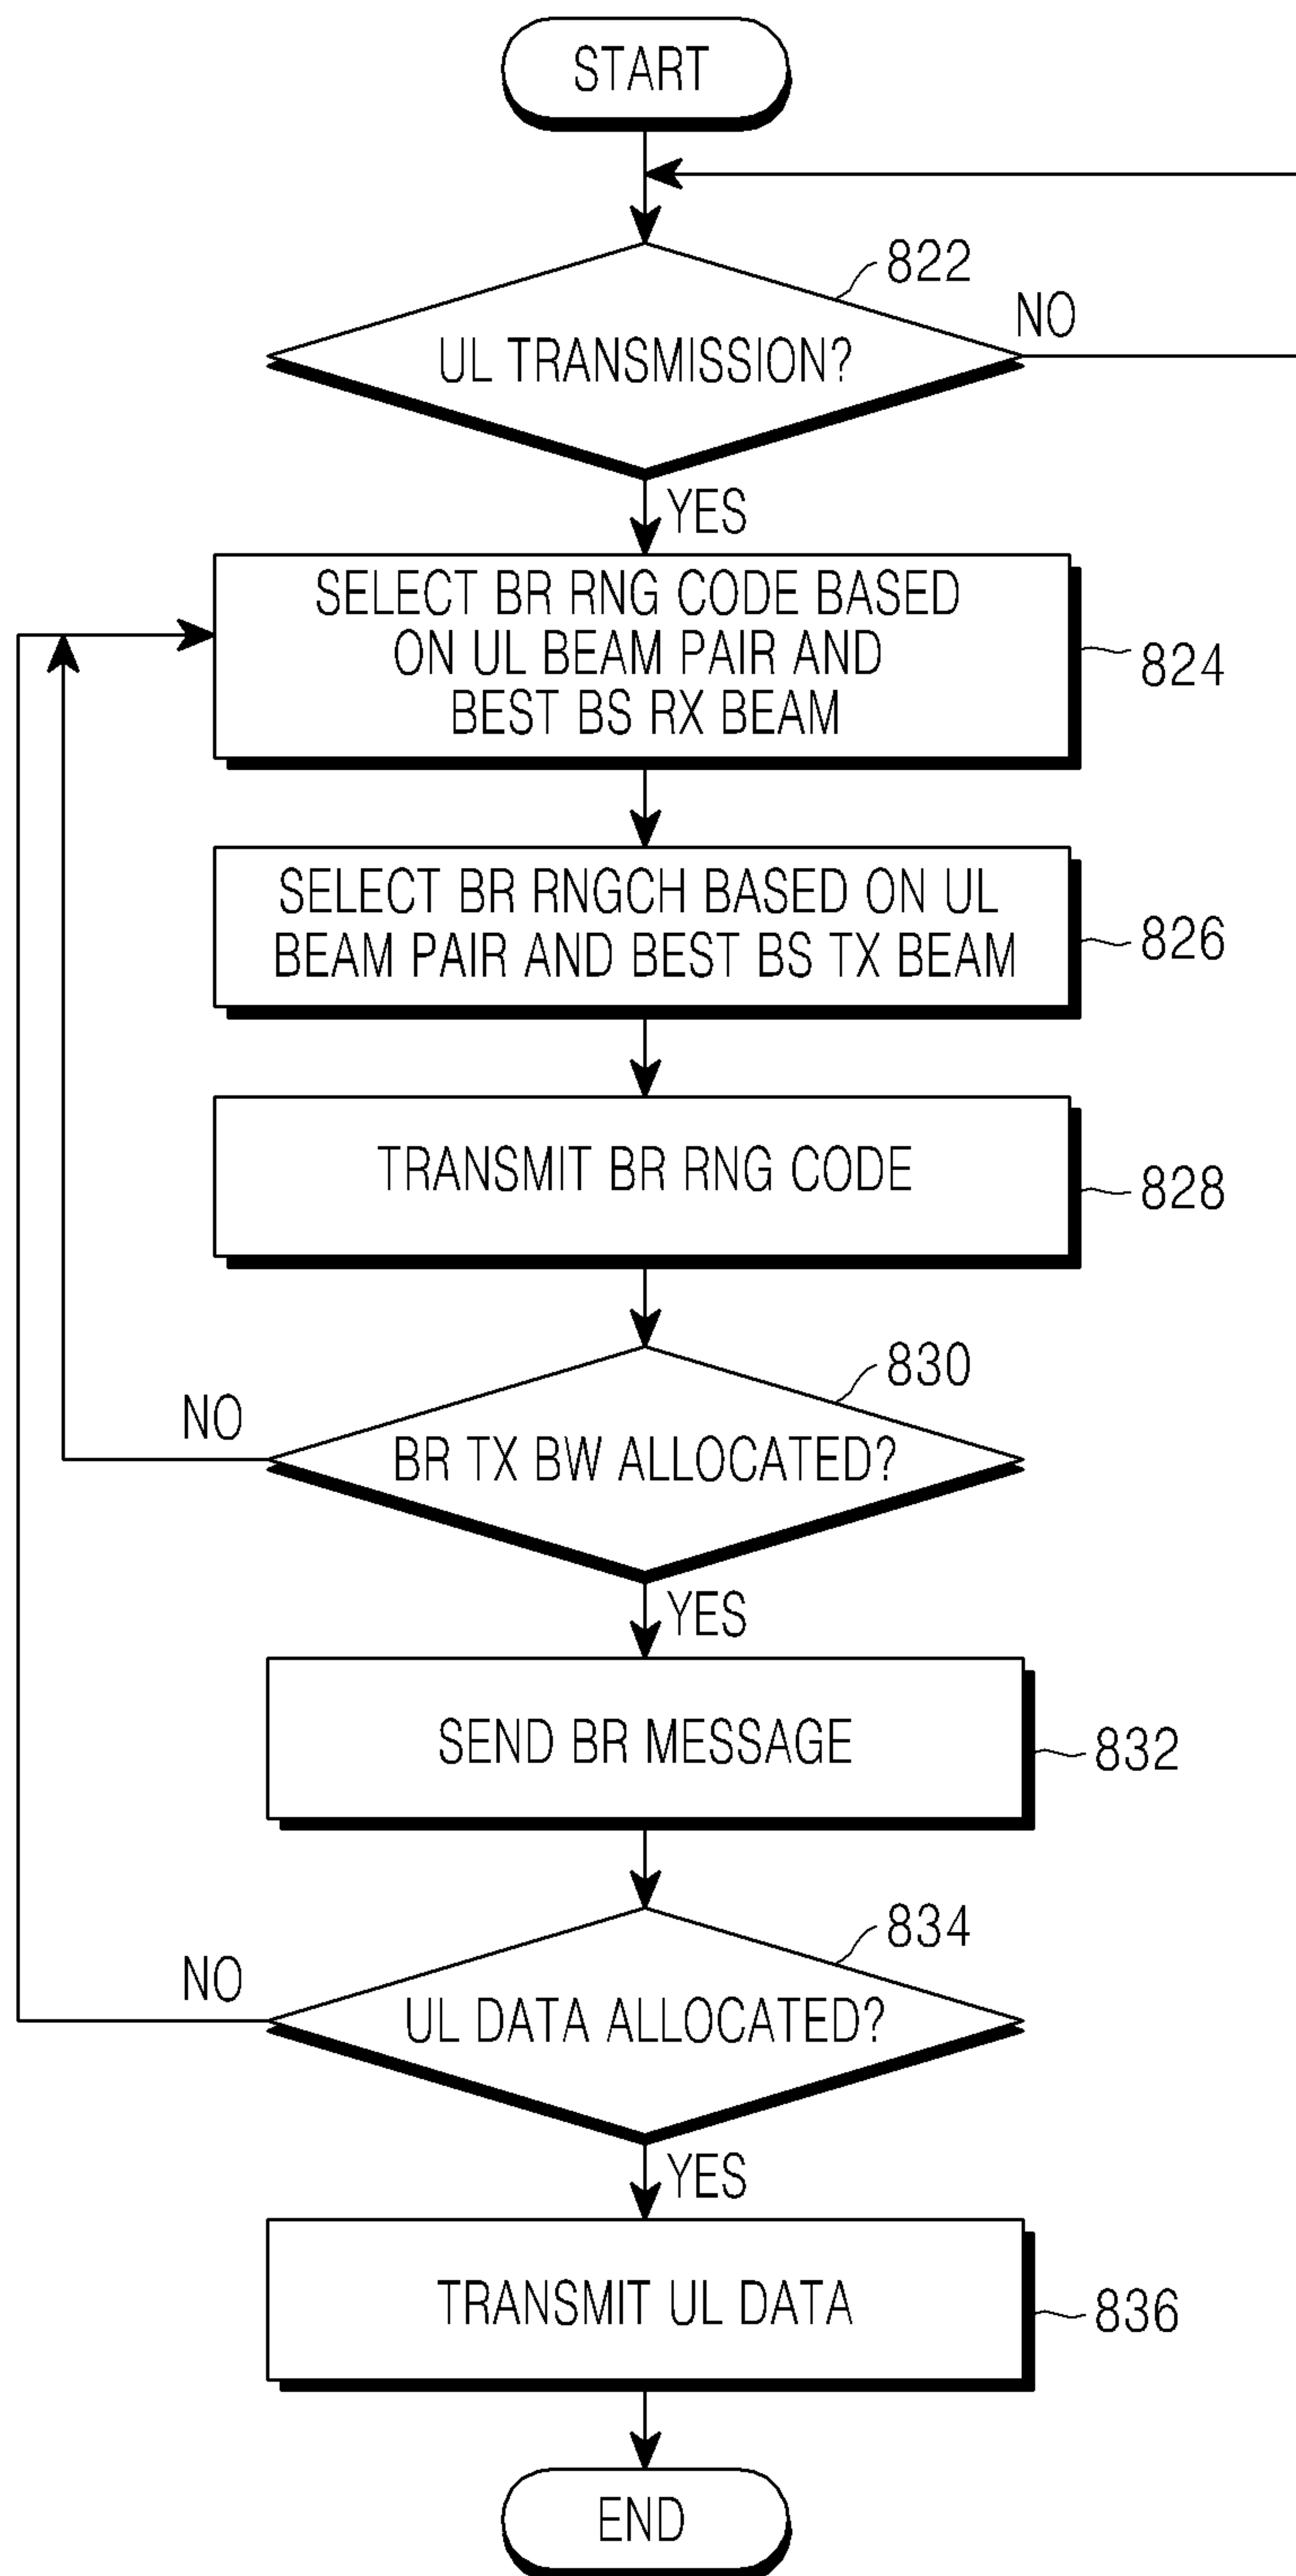 START
822
UL TRANSMISSION?
NO
YES
SELECT BR RNG CODE BASED
ON UL BEAM PAIR AND
BEST BS RX BEAM
824
SELECT BR RNGCH BASED ON UL
BEAM PAIR AND BEST BS TX BEAM
826
TRANSMIT BR RNG CODE
828
830
NO
BR TX BW ALLOCATED?
YES
SEND BR MESSAGE
832
834
NO
UL DATA ALLOCATED?
YES
TRANSMIT UL DATA
836
END